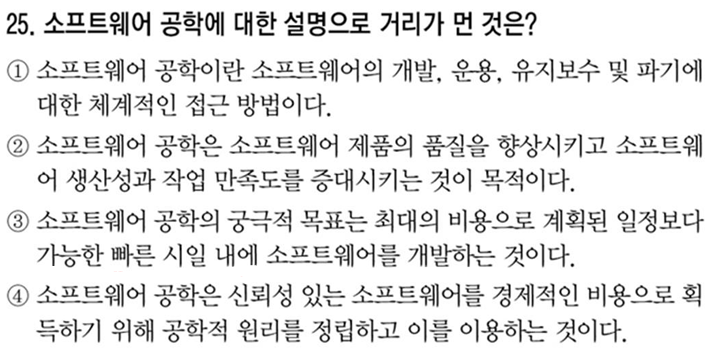 25. 소프트웨어 공학에 대한 설명으로 거리가 먼 것은?
① 소프트웨어 공학이란 소프트웨어의 개발, 운용, 유지보수 및 파기에
대한 체계적인 접근 방법이다.
② 소프트웨어 공학은 소프트웨어 제품의 품질을 향상시키고 소프트웨
어 생산성과 작업 만족도를 증대시키는 것이 목적이다.
③ 소프트웨어 공학의 궁극적 목표는 최대의 비용으로 계획된 일정보다
가능한 빠른 시일 내에 소프트웨어를 개발하는 것이다.
④ 소프트웨어 공학은 신뢰성 있는 소프트웨어를 경제적인 비용으로 획
득하기 위해 공학적 원리를 정립하고 이를 이용하는 것이다.